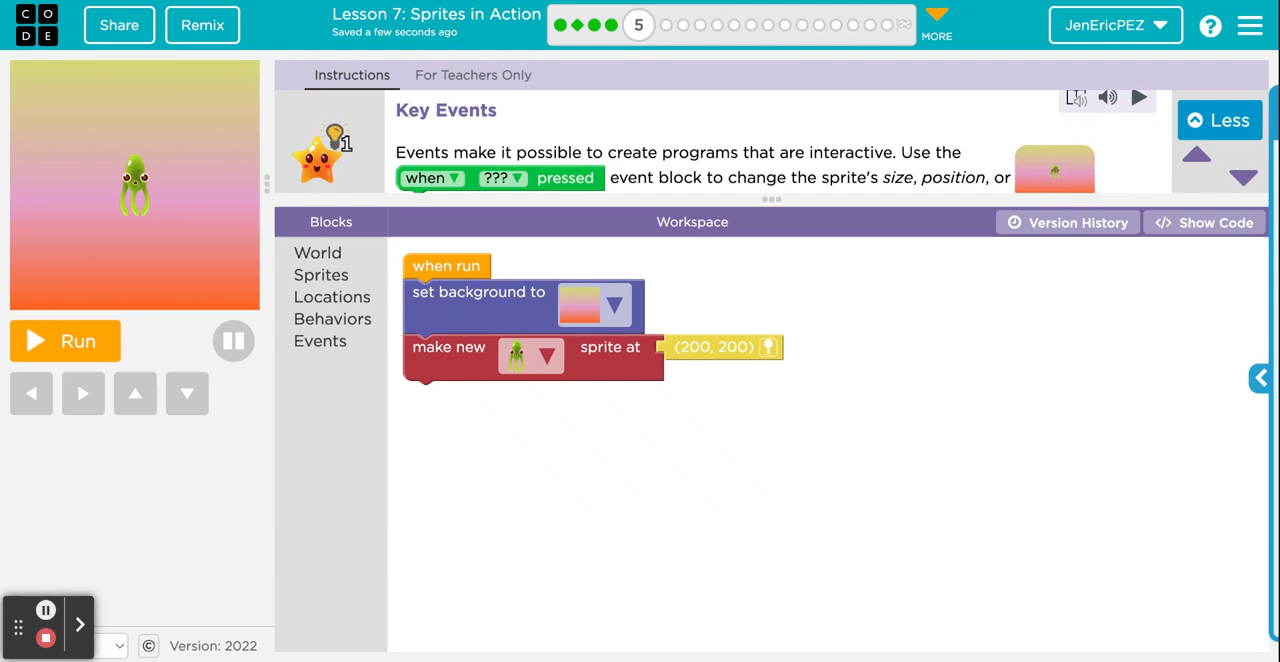 C O
D E
Share
Remix
Lesson 7: Sprites in Action
Saved a few seconds ago
5
MORE
JenEricPEZ
?
Instructions
For Teachers Only
1
Key Events
Less
Events make it possible to create programs that are interactive. Use the
when ??? pressed event block to change the sprite's size, position, or
Blocks
Workspace
Version History
</> Show Code
World
Sprites
Locations
Behaviors
Events
when run
set background to
make new sprite at (200, 200)
Run
© Version: 2022